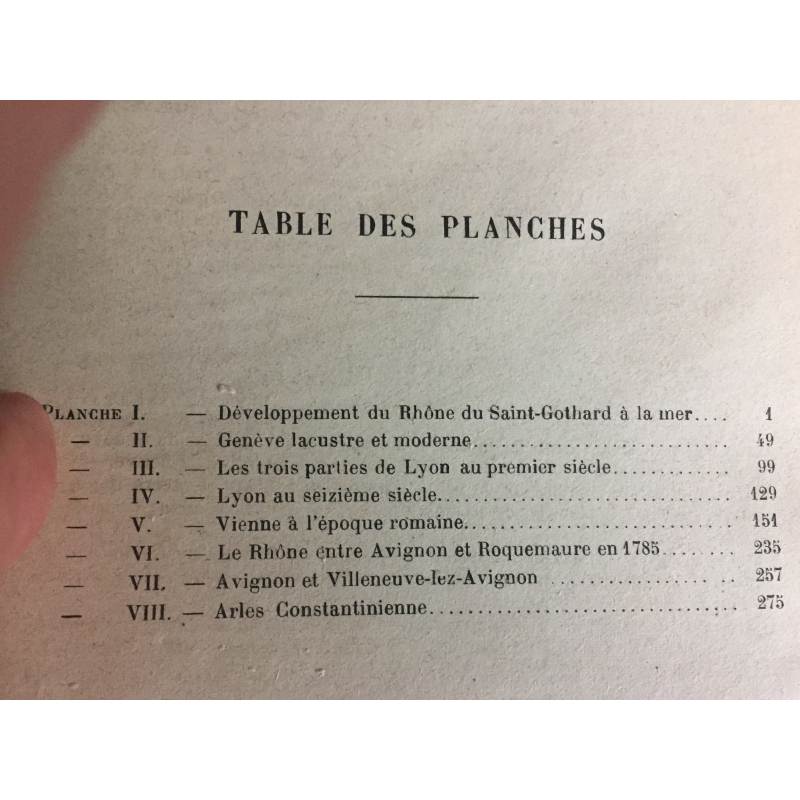 TABLE DES PLANCHES
PLANCHE I. — Développement du Rhône du Saint-Gothard à la mer.... 1
— II. — Genève lacustre et moderne........................... 49
— III. — Les trois parties de Lyon au premier siècle............. 99
— IV. — Lyon au seizième siècle................................ 129
— V. — Vienne à l'époque romaine............................. 151
— VI. — Le Rhône entre Avignon et Roquemaure en 1785........ 235
— VII. — Avignon et Villeneuve-lez-Avignon .................. 257
— VIII. — Arles Constantinienne................................. 275